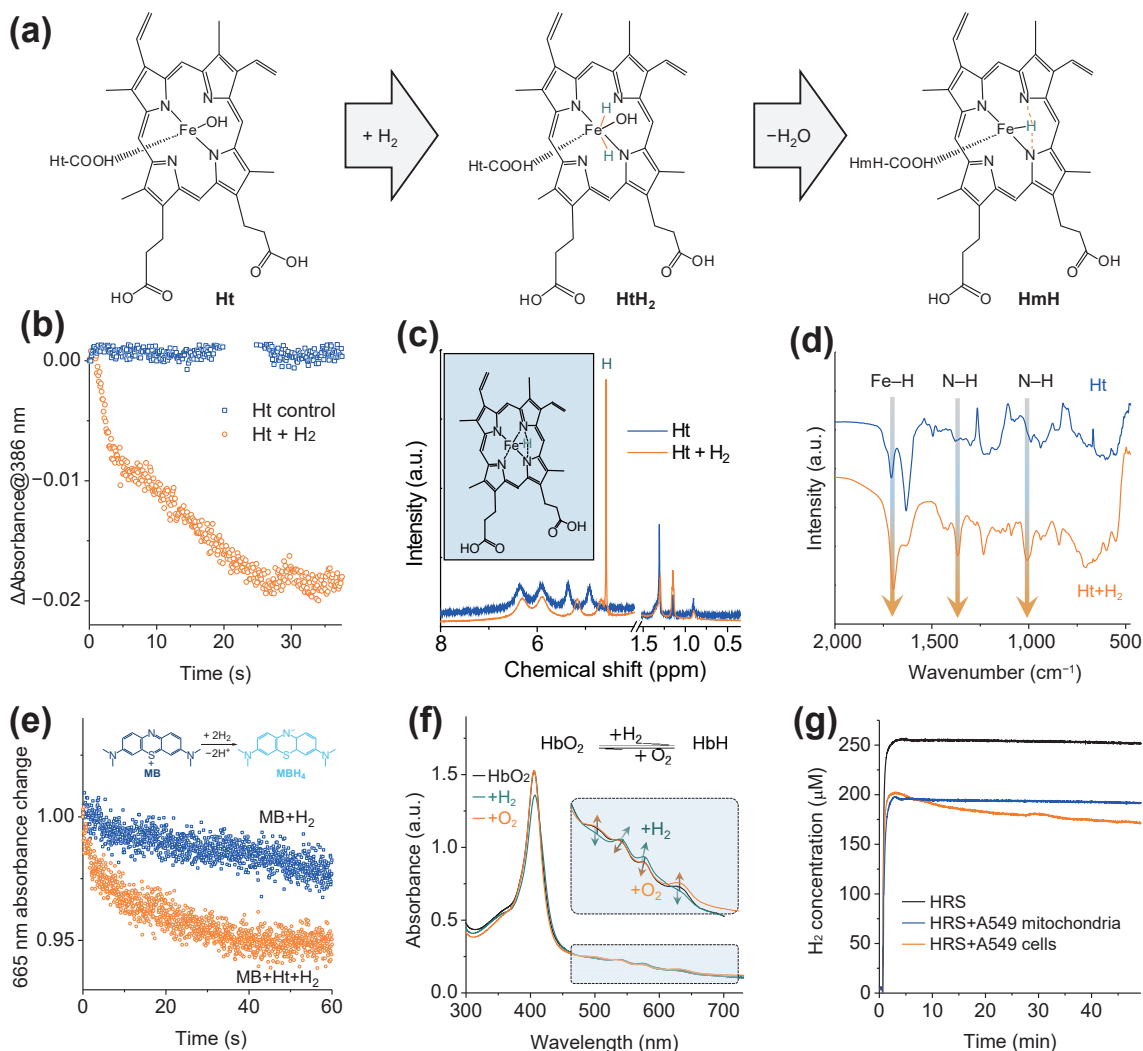 (a)
N
N
N
N
Fe
OH
Ht-COOH
OH
O
HO
O
Ht
+ H₂
N
N
N
N
H
Fe
OH
H
Ht-COOH
OH
O
HO
O
HtH₂
−H₂O
N
N
N
N
Fe
H
HmH-COOH
OH
O
HO
O
HmH
(b)
ΔAbsorbance@386 nm
0.00
−0.01
−0.02
Ht control
Ht + H₂
0 10 20 30
Time (s)
(c)
Intensity (a.u.)
H
N
N
N
N
Fe
H
OH
O
HO
O
Ht
Ht + H₂
8 6 1.5 1.0 0.5
Chemical shift (ppm)
(d)
Intensity (a.u.)
Fe–H N–H N–H
Ht
Ht+H₂
2,000 1,500 1,000 500
Wavenumber (cm⁻¹)
(e)
665 nm absorbance change
1.00
0.95
N
N
S
+
N
MB
+ 2H₂
−2H⁺
N
N
S
N
MBH₄
MB+H₂
MB+Ht+H₂
0 20 40 60
Time (s)
(f)
Absorbance (a.u.)
HbO₂
+H₂
+ O₂
HbH
HbO₂
+H₂
+O₂
+H₂
+O₂
1.5
1.0
0.5
0.0
300 400 500 600 700
Wavelength (nm)
(g)
H₂ concentration (μM)
250
200
150
100
50
0
HRS
HRS+A549 mitochondria
HRS+A549 cells
0 10 20 30 40
Time (min)